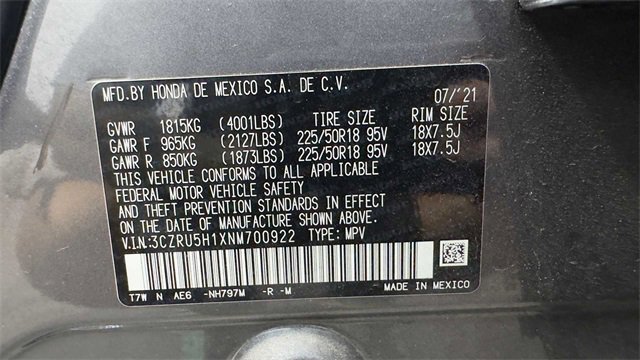 MFD.BY HONDA DE MEXICO S.A. DE C.V. 07/'21
GVWR 1815KG (4001LBS) TIRE SIZE RIM SIZE
GAWR F 965KG (2127LBS) 225/50R18 95V 18X7.5J
GAWR R 850KG (1873LBS) 225/50R18 95V 18X7.5J
THIS VEHICLE CONFORMS TO ALL APPLICABLE
FEDERAL MOTOR VEHICLE SAFETY
AND THEFT PREVENTION STANDARDS IN EFFECT
ON THE DATE OF MANUFACTURE SHOWN ABOVE.
V.I.N:3CZRU5H1XNM700922 TYPE: MPV
T7W N AE6 -NH797M -R -M MADE IN MEXICO